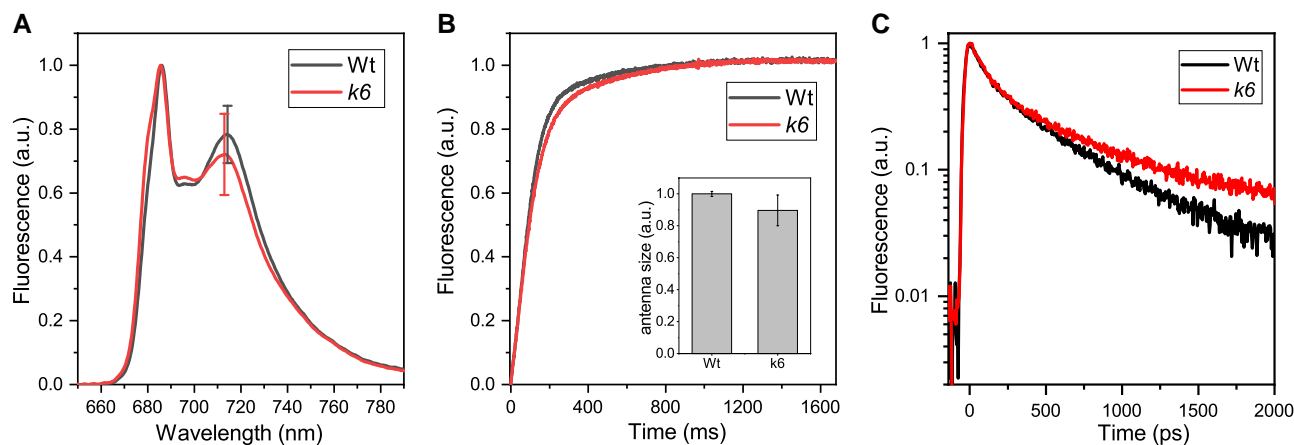 A
Fluorescence (a.u.)
1.0
0.8
0.6
0.4
0.2
0.0
660 680 700 720 740 760 780
Wavelength (nm)
Wt
k6
B
Fluorescence (a.u.)
1.0
0.8
0.6
0.4
0.2
0.0
0 400 800 1200 1600
Time (ms)
Wt
k6
antenna size (a.u.)
1.0
0.8
0.6
0.4
0.2
0.0
Wt k6
C
Fluorescence (a.u.)
1
0.1
0.01
0 500 1000 1500 2000
Time (ps)
Wt
k6